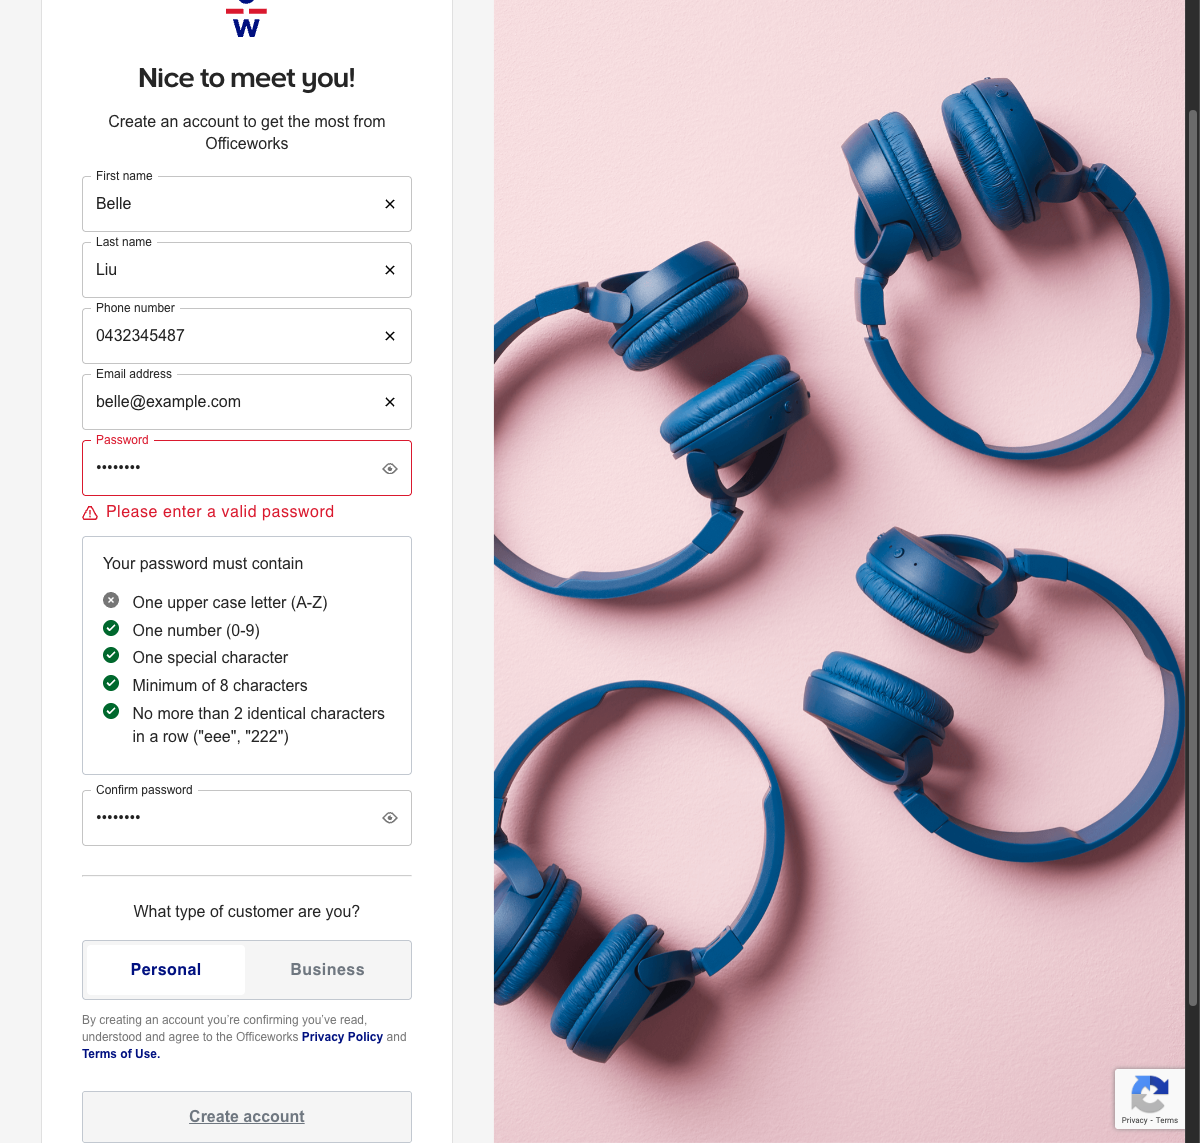 W
Nice to meet you!
Create an account to get the most from
Officeworks
First name
Belle
Last name
Liu
Phone number
0432345487
Email address
belle@example.com
Password
••••••••
Please enter a valid password
Your password must contain
One upper case letter (A-Z)
One number (0-9)
One special character
Minimum of 8 characters
No more than 2 identical characters
in a row ("eee", "222")
Confirm password
••••••••
What type of customer are you?
Personal Business
By creating an account you're confirming you've read,
understood and agree to the Officeworks Privacy Policy and
Terms of Use.
Create account
Privacy - Terms